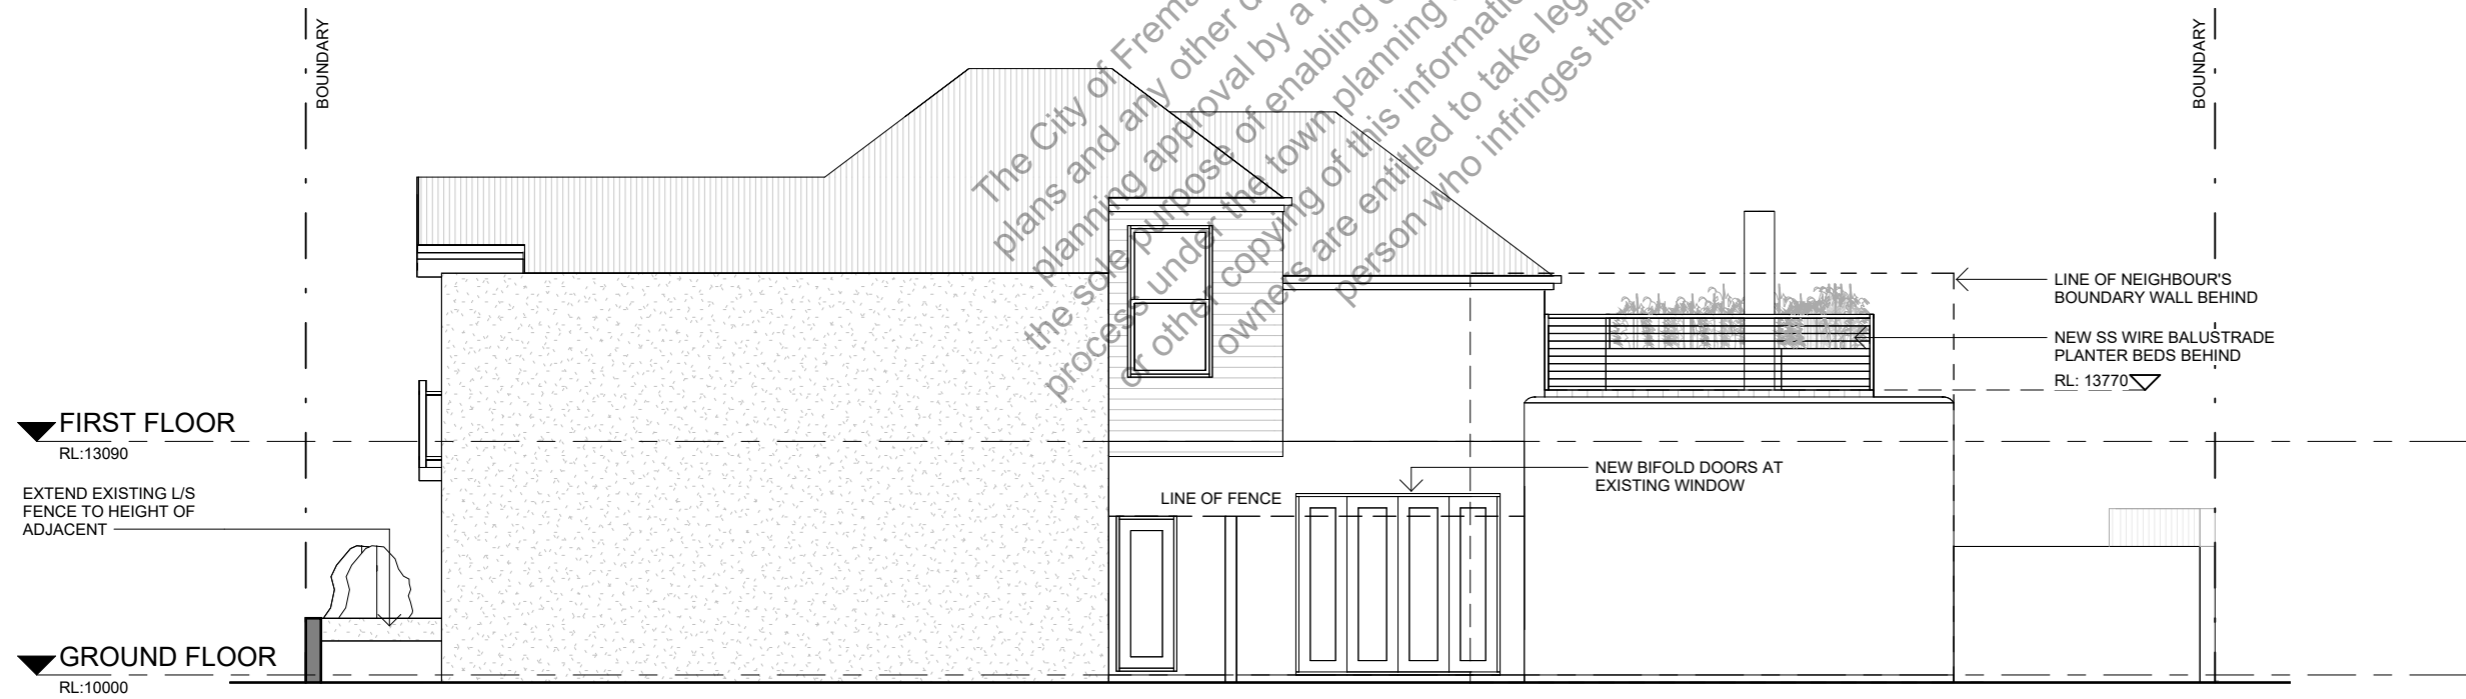 BOUNDARY
BOUNDARY
The City of Frema
plans and any other d
planning approval by a
the sole purpose of enabling
process under the town planning
or other copying of this informatio
owners are entitled to take leg
person who infringes their
LINE OF NEIGHBOUR'S
BOUNDARY WALL BEHIND
NEW SS WIRE BALUSTRADE
PLANTER BEDS BEHIND
RL: 13770
FIRST FLOOR
RL:13090
NEW BIFOLD DOORS AT
EXISTING WINDOW
LINE OF FENCE
EXTEND EXISTING L/S
FENCE TO HEIGHT OF
ADJACENT
GROUND FLOOR
RL:10000